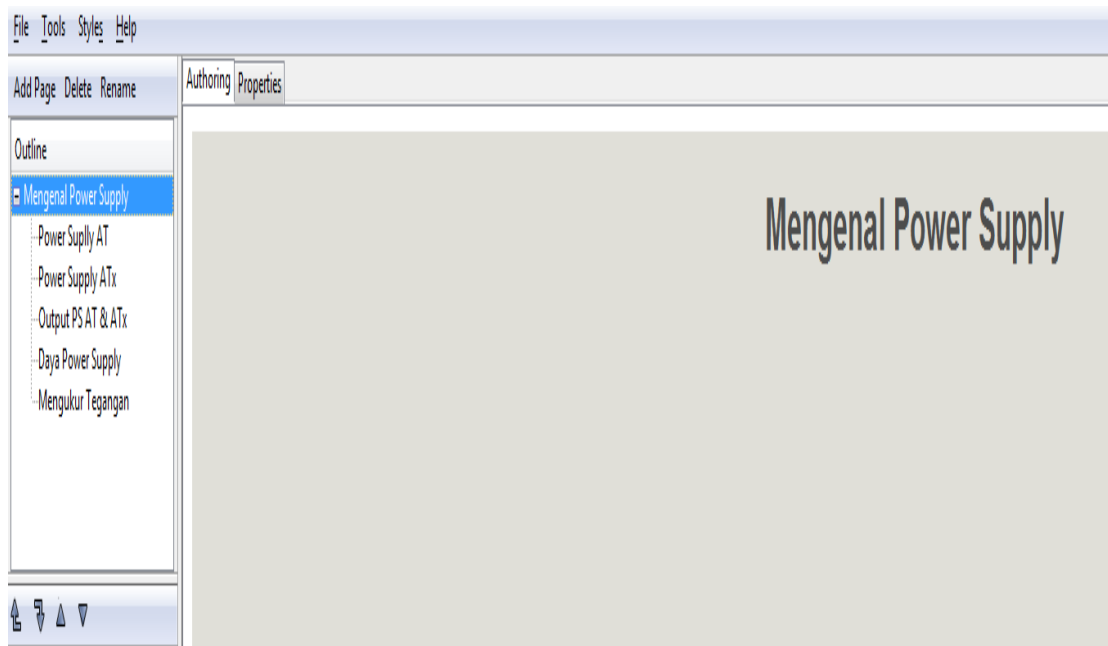 File Tools Styles Help
Add Page Delete Rename
Authoring Properties
Outline
Mengenal Power Supply
Power Suplly AT
Power Supply ATx
Output PS AT & ATx
Daya Power Supply
Mengukur Tegangan
Mengenal Power Supply